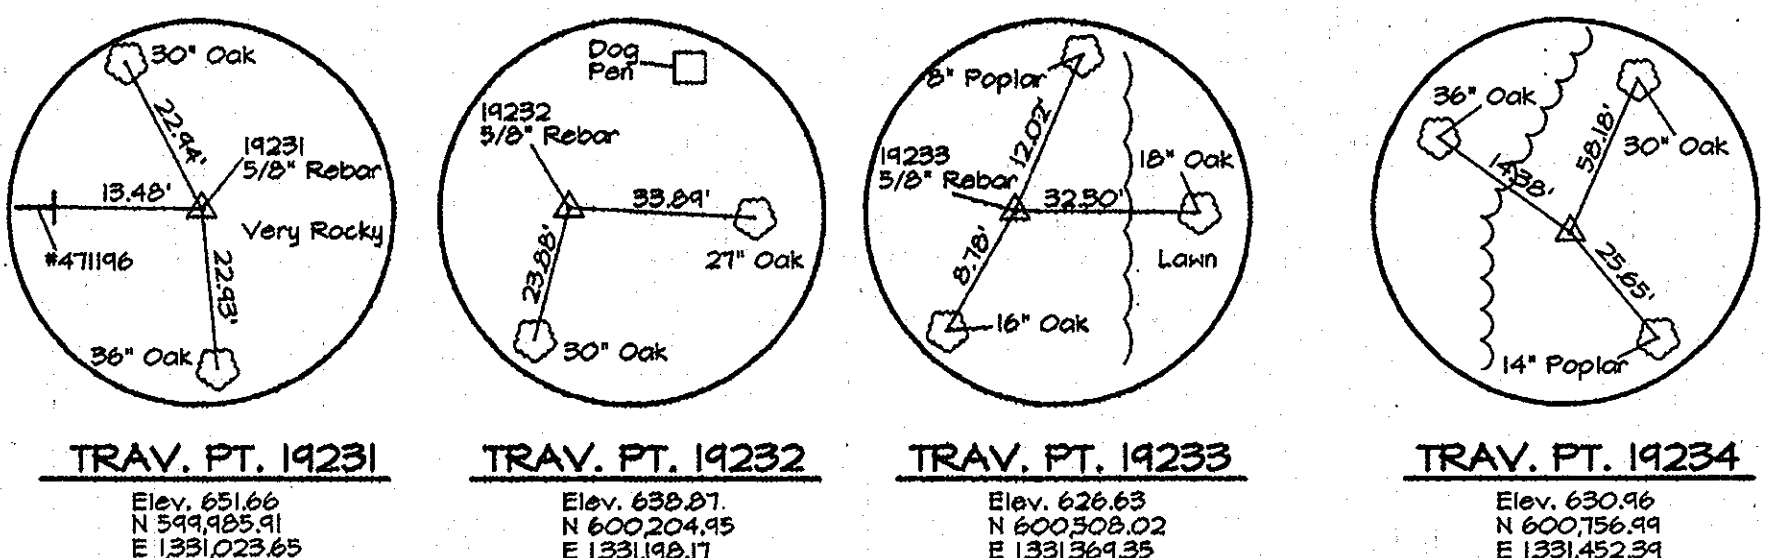 30" Oak
22.44'
19231
5/8" Rebar
13.48'
Very Rocky
#471196
22.93'
36" Oak
TRAV. PT. 19231
Elev. 651.66
N 599,985.91
E 1,331,023.65
Dog
Pen
19232
5/8" Rebar
33.89'
23.88'
27" Oak
30" Oak
TRAV. PT. 19232
Elev. 638.87
N 600,204.95
E 1,331,198.17
8" Poplar
12.02'
19233
5/8" Rebar
18" Oak
32.50'
8.78'
Lawn
16" Oak
TRAV. PT. 19233
Elev. 626.63
N 600,308.02
E 1,331,369.35
36" Oak
58.18'
30" Oak
14.38'
25.65'
14" Poplar
TRAV. PT. 19234
Elev. 630.96
N 600,756.99
E 1,331,452.39